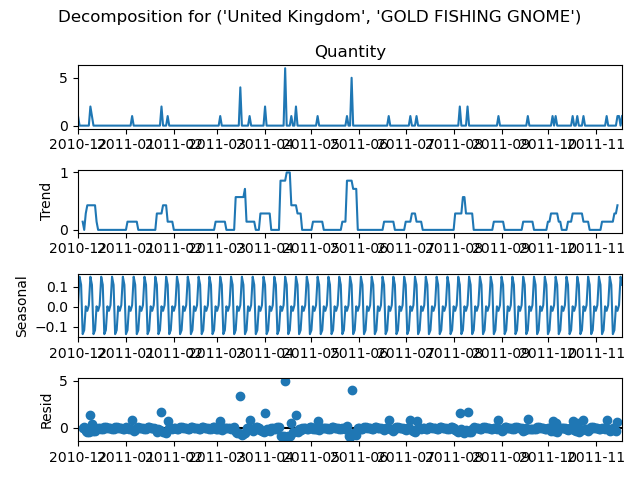 Decomposition for ('United Kingdom', 'GOLD FISHING GNOME')
Quantity
5
0
2010-12 2011-01 2011-02 2011-03 2011-04 2011-05 2011-06 2011-07 2011-08 2011-09 2011-10 2011-11
Trend
1
0
2010-12 2011-01 2011-02 2011-03 2011-04 2011-05 2011-06 2011-07 2011-08 2011-09 2011-10 2011-11
Seasonal
0.1
0.0
−0.1
2010-12 2011-01 2011-02 2011-03 2011-04 2011-05 2011-06 2011-07 2011-08 2011-09 2011-10 2011-11
Resid
5
0
2010-12 2011-01 2011-02 2011-03 2011-04 2011-05 2011-06 2011-07 2011-08 2011-09 2011-10 2011-11